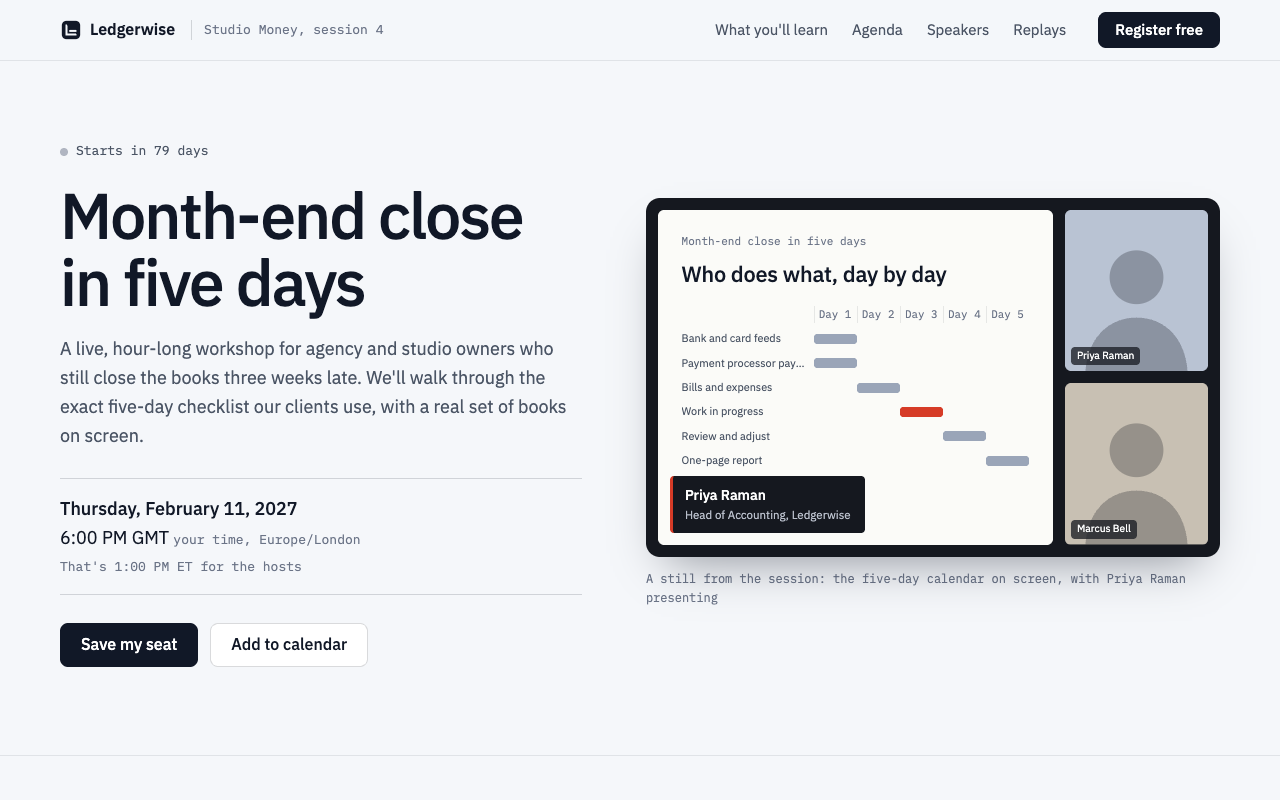 Ledgerwise
Studio Money, session 4
What you'll learn
Agenda
Speakers
Replays
Register free
Starts in 79 days
Month-end close
in five days
A live, hour-long workshop for agency and studio owners who
still close the books three weeks late. We'll walk through the
exact five-day checklist our clients use, with a real set of books
on screen.
Thursday, February 11, 2027
6:00 PM GMT your time, Europe/London
That's 1:00 PM ET for the hosts
Save my seat
Add to calendar
Month-end close in five days
Who does what, day by day
Day 1 Day 2 Day 3 Day 4 Day 5
Bank and card feeds
Payment processor pay...
Bills and expenses
Work in progress
Review and adjust
One-page report
Priya Raman
Head of Accounting, Ledgerwise
Priya Raman
Marcus Bell
A still from the session: the five-day calendar on screen, with Priya Raman
presenting